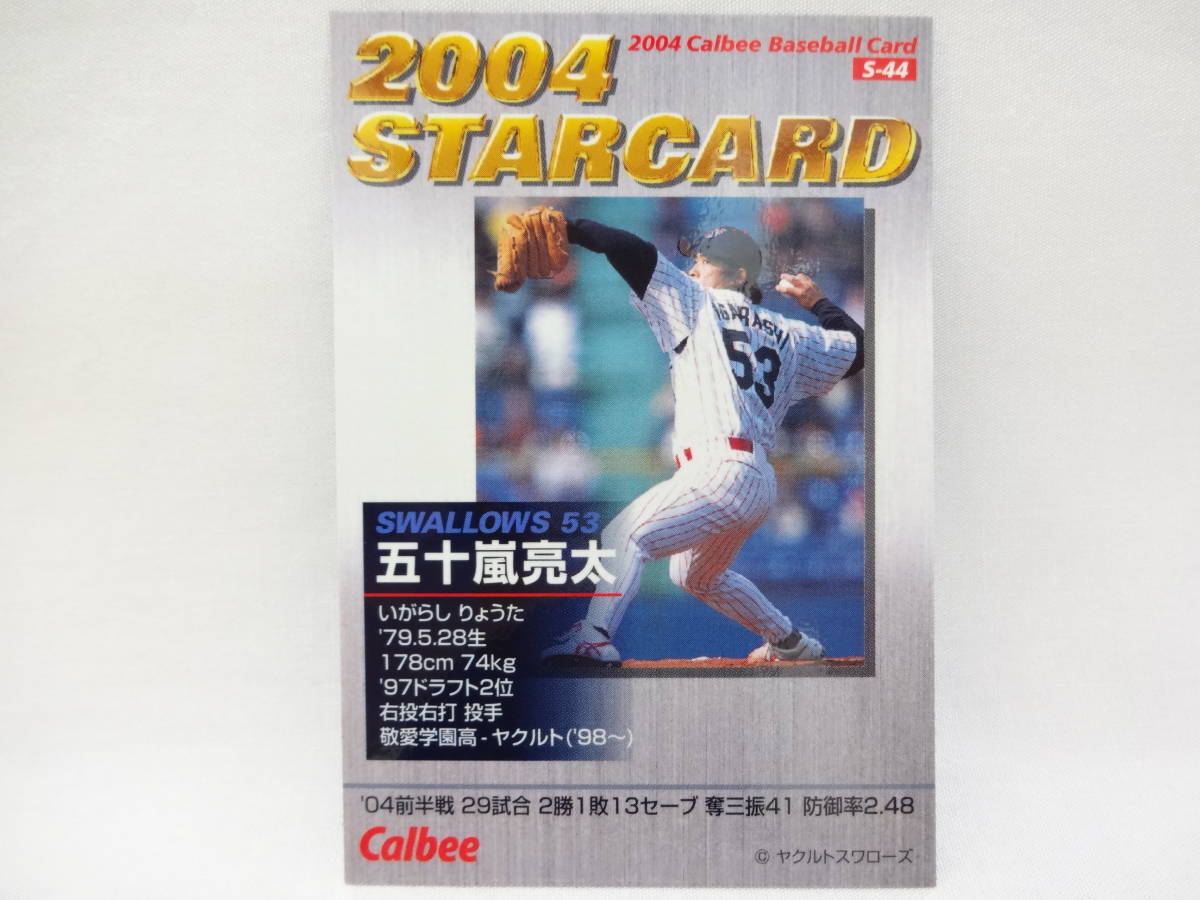 2004
2004 Calbee Baseball Card
S-44
STARCARD
IGARASHI
53
SWALLOWS 53
五十嵐亮太
いがらし りょうた
'79.5.28生
178cm 74kg
'97ドラフト2位
右投右打 投手
敬愛学園高 - ヤクルト('98～)
'04前半戦 29試合 2勝1敗13セーブ 奪三振41 防御率2.48
Calbee
© ヤクルトスワローズ